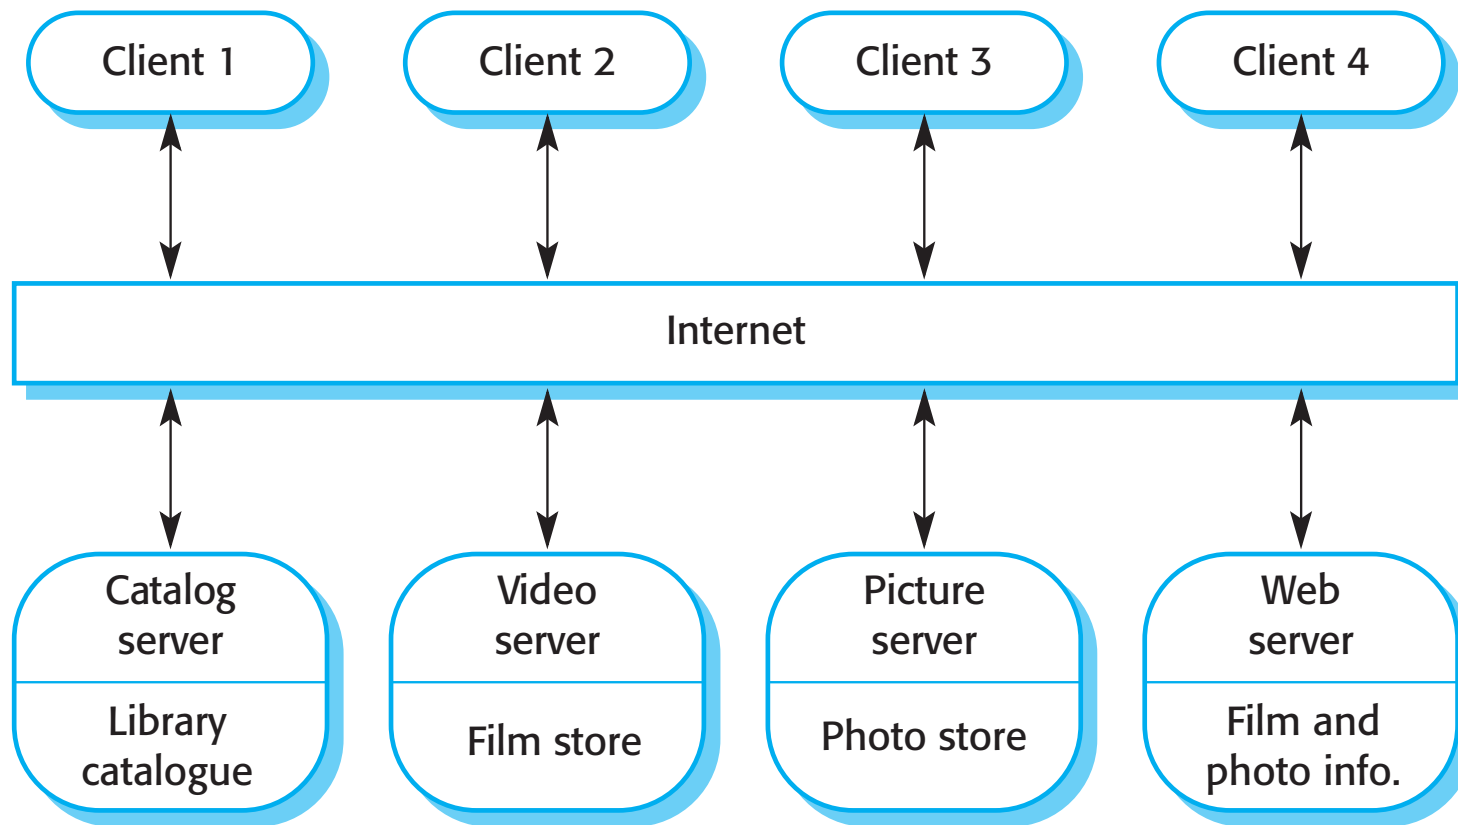 Client 1
Client 2
Client 3
Client 4
Internet
Catalog
server
Library
catalogue
Video
server
Film store
Picture
server
Photo store
Web
server
Film and
photo info.